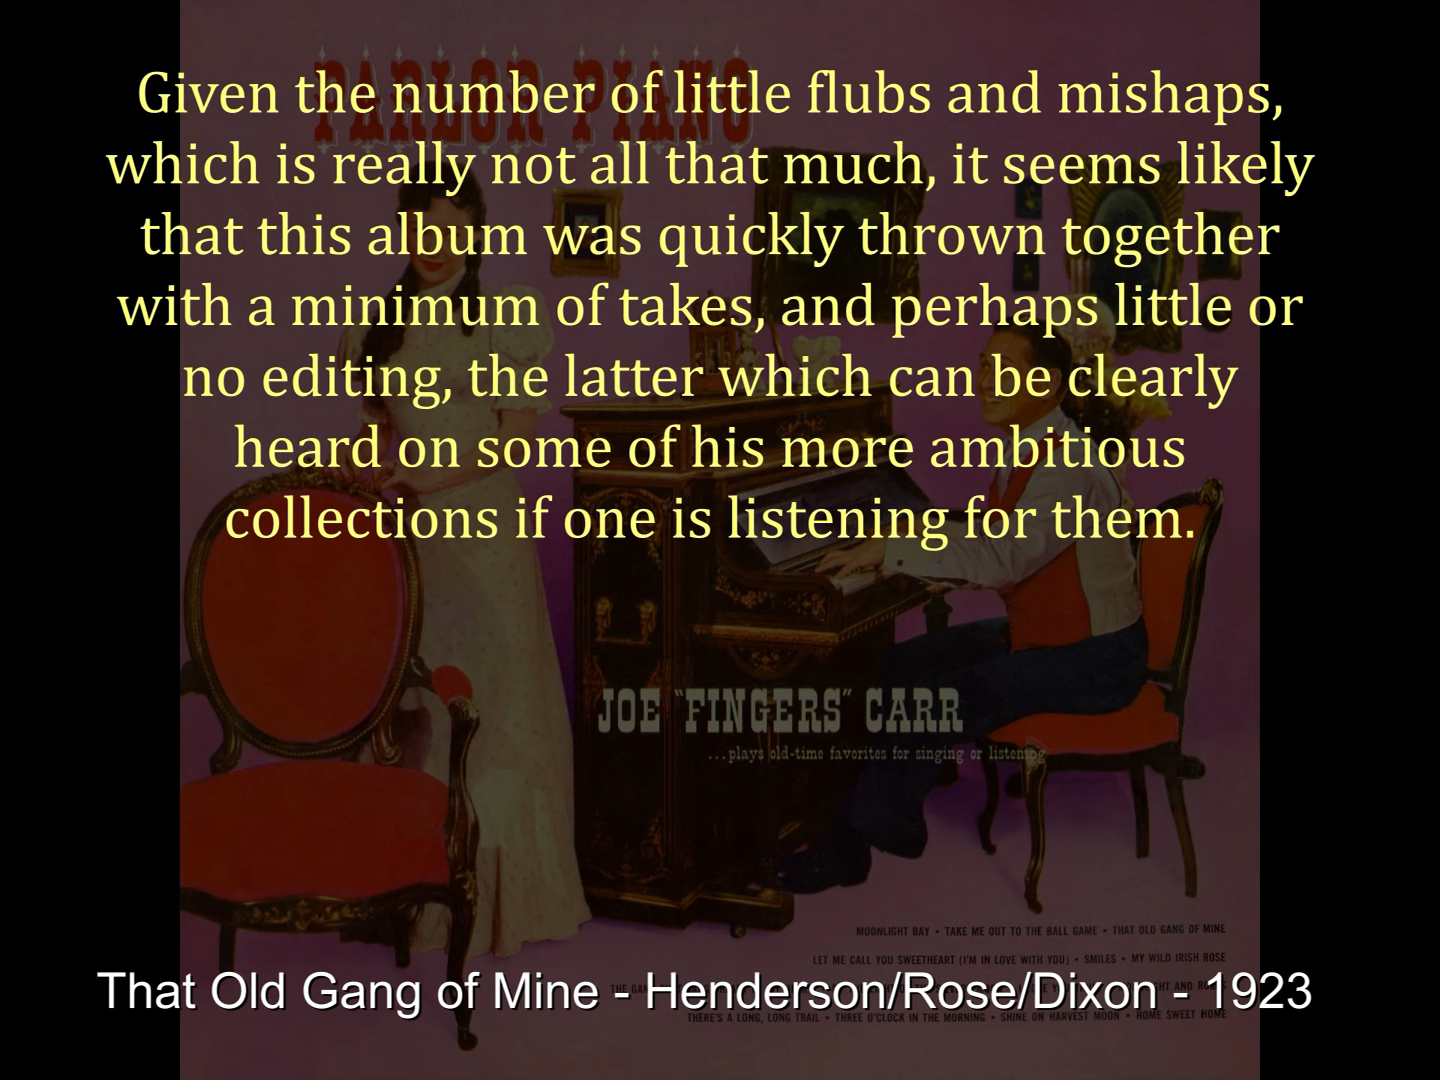 PARLOR PIANO
Given the number of little flubs and mishaps,
which is really not all that much, it seems likely
that this album was quickly thrown together
with a minimum of takes, and perhaps little or
no editing, the latter which can be clearly
heard on some of his more ambitious
collections if one is listening for them.
JOE "FINGERS" CARR
...plays old-time favorites for singing or listening
MOONLIGHT BAY • TAKE ME OUT TO THE BALL GAME • THAT OLD GANG OF MINE
LET ME CALL YOU SWEETHEART (I'M IN LOVE WITH YOU) • SMILES • MY WILD IRISH ROSE
That Old Gang of Mine - Henderson/Rose/Dixon - 1923
THERE'S A LONG, LONG TRAIL • THREE O'CLOCK IN THE MORNING • SHINE ON HARVEST MOON • HOME SWEET HOME